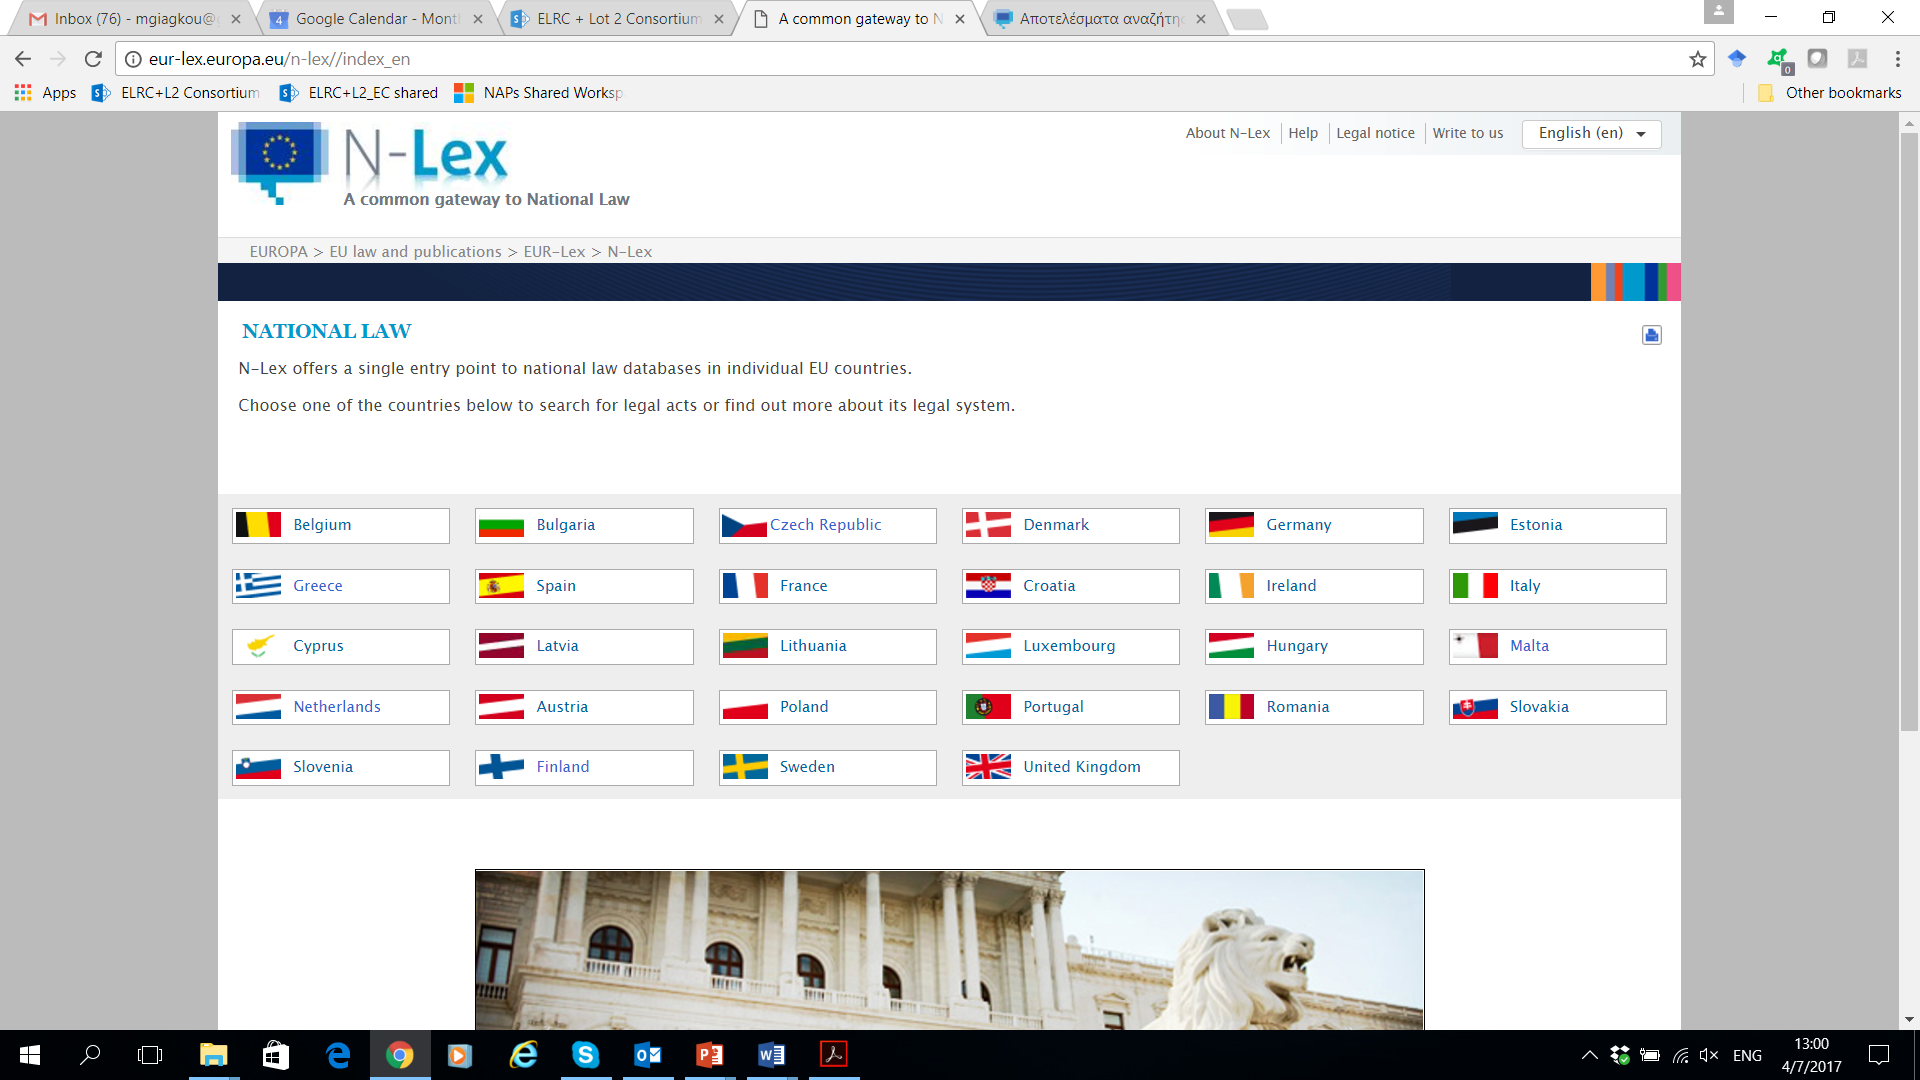 Inbox (76) - mgiagkou@
Google Calendar - Mont
ELRC + Lot 2 Consortium
A common gateway to N
Αποτελέσματα αναζήτη
eur-lex.europa.eu/n-lex//index_en
0
Apps
ELRC+L2 Consortium
ELRC+L2_EC shared
NAPs Shared Worksp
Other bookmarks
N-Lex
A common gateway to National Law
About N-Lex
Help
Legal notice
Write to us
English (en)
EUROPA > EU law and publications > EUR-Lex > N-Lex
NATIONAL LAW
N-Lex offers a single entry point to national law databases in individual EU countries.
Choose one of the countries below to search for legal acts or find out more about its legal system.
Belgium
Bulgaria
Czech Republic
Denmark
Germany
Estonia
Greece
Spain
France
Croatia
Ireland
Italy
Cyprus
Latvia
Lithuania
Luxembourg
Hungary
Malta
Netherlands
Austria
Poland
Portugal
Romania
Slovakia
Slovenia
Finland
Sweden
United Kingdom
ENG
13:00
4/7/2017